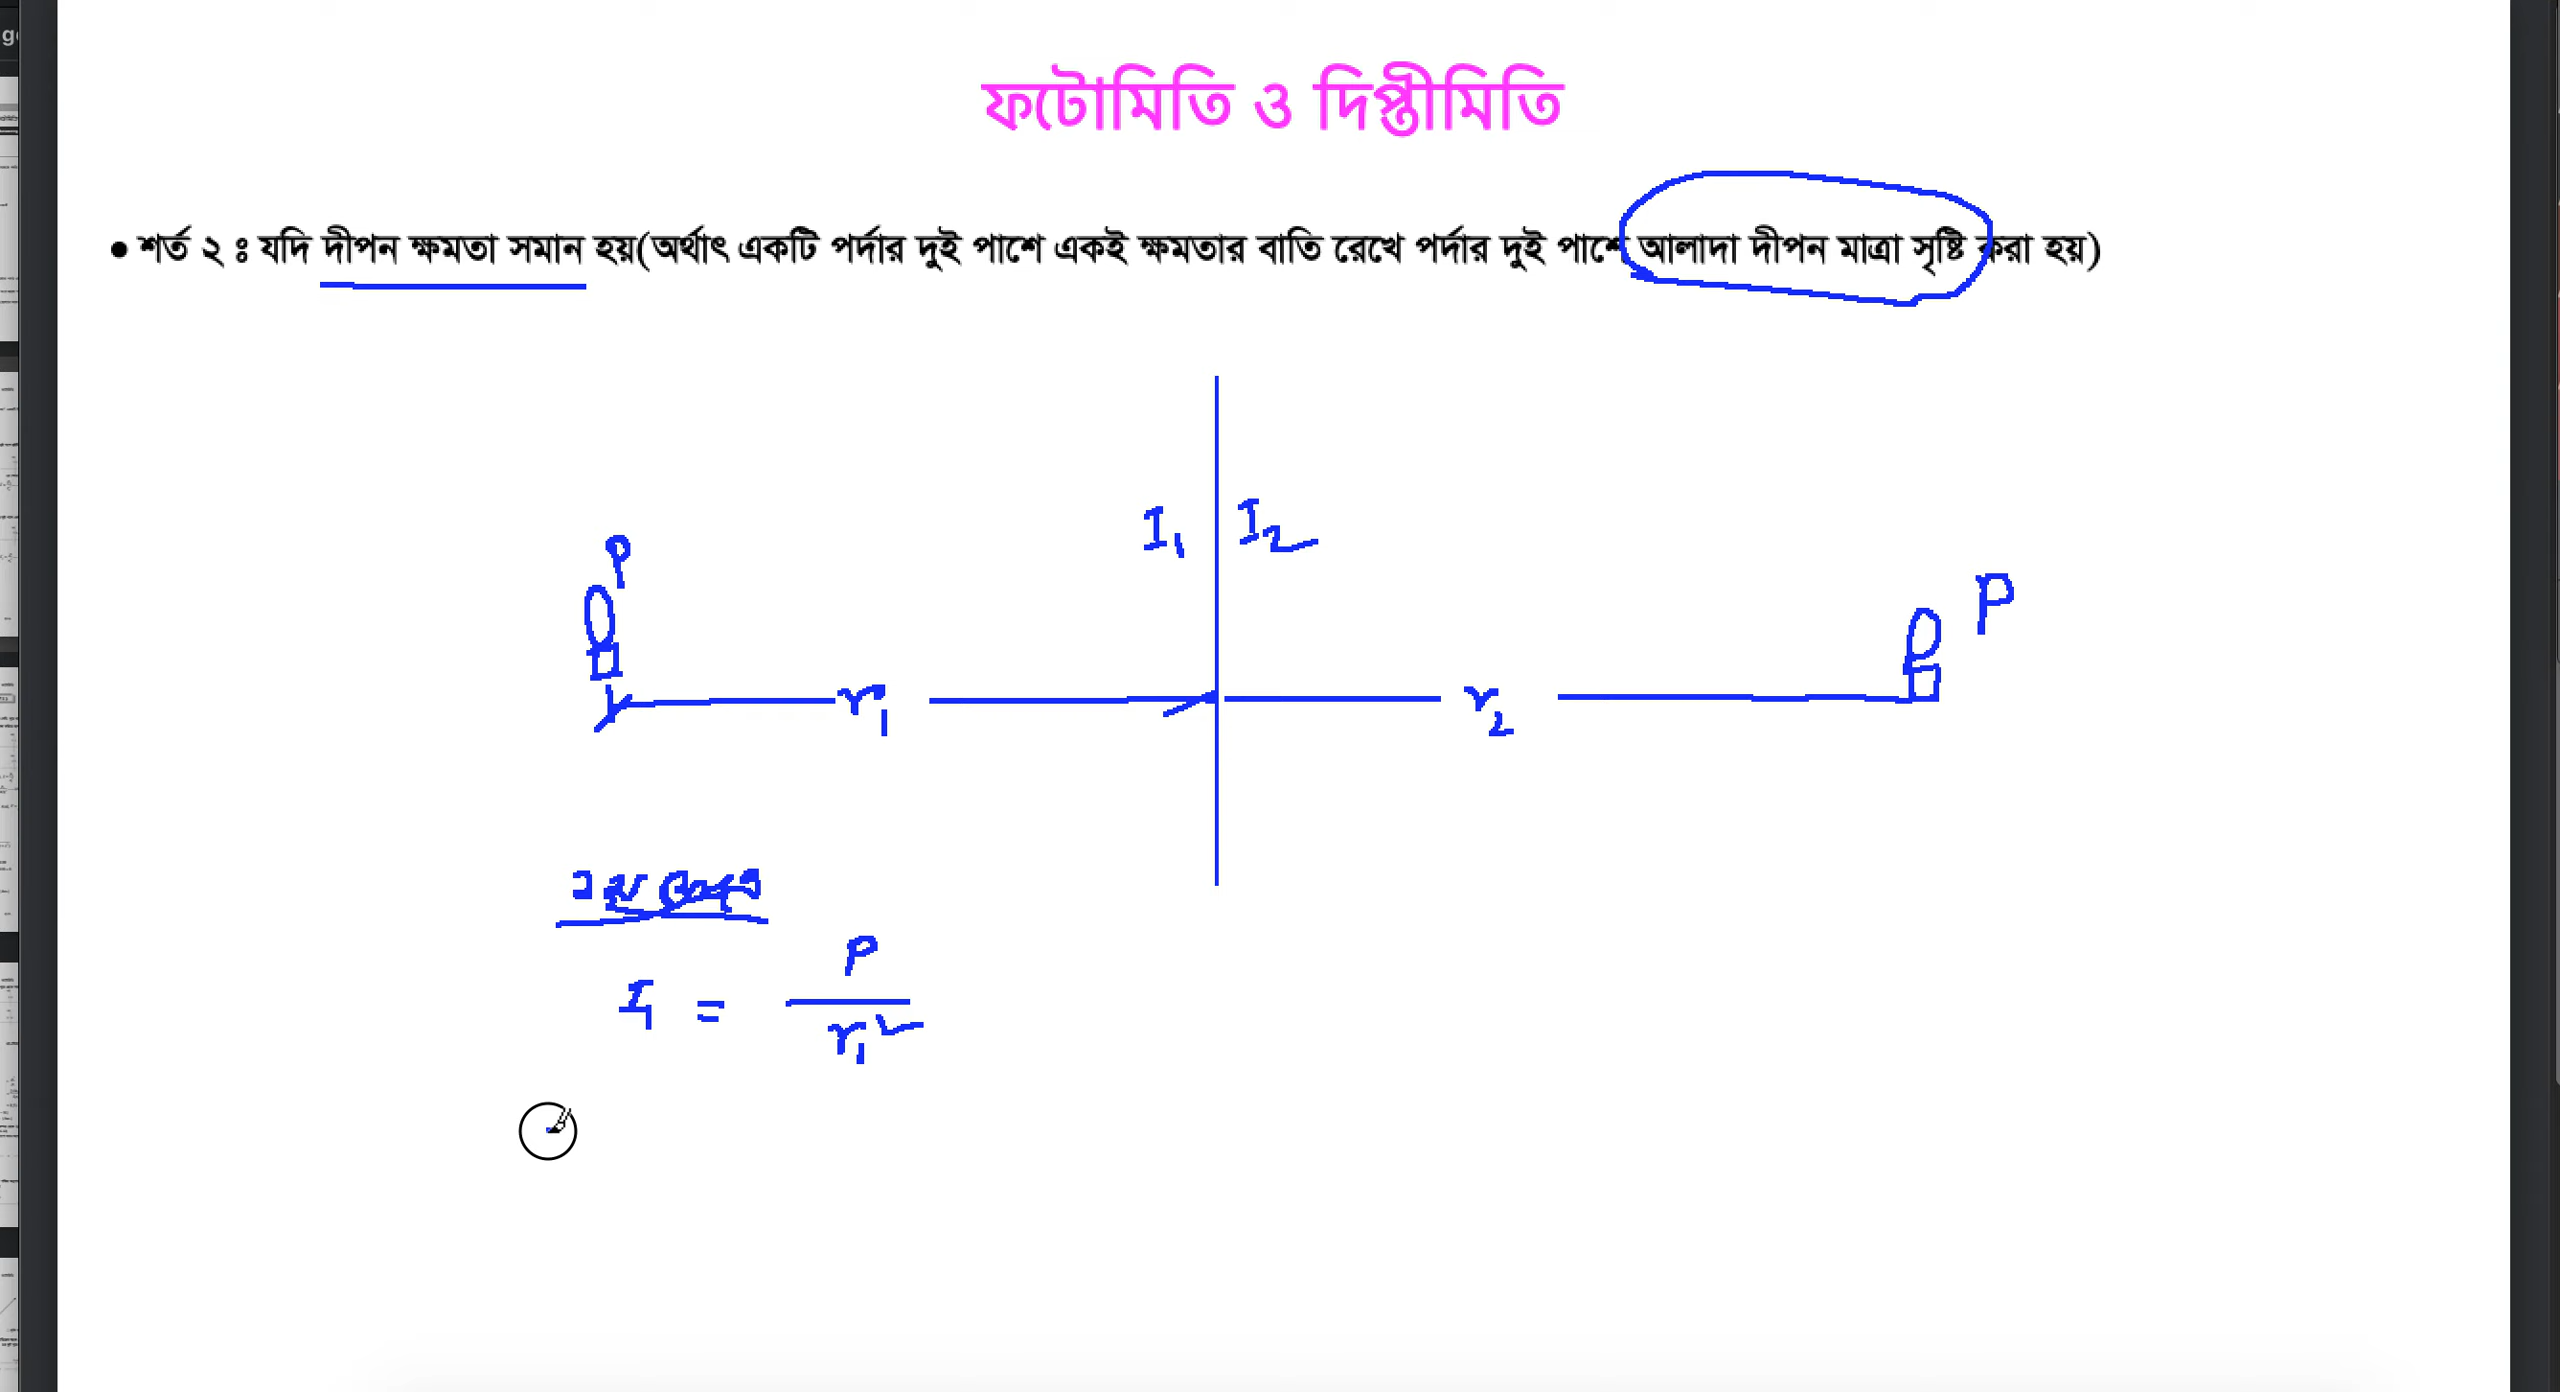 ফটোমিতি ও দিপ্তীমিতি
● শর্ত ২ ঃ যদি দীপন ক্ষমতা সমান হয়(অর্থাৎ একটি পর্দার দুই পাশে একই ক্ষমতার বাতি রেখে পর্দার দুই পাশে আলাদা দীপন মাত্রা সৃষ্টি করা হয়)
I₁ I₂
P P
r₁ r₂
I₁ = P / r₁²